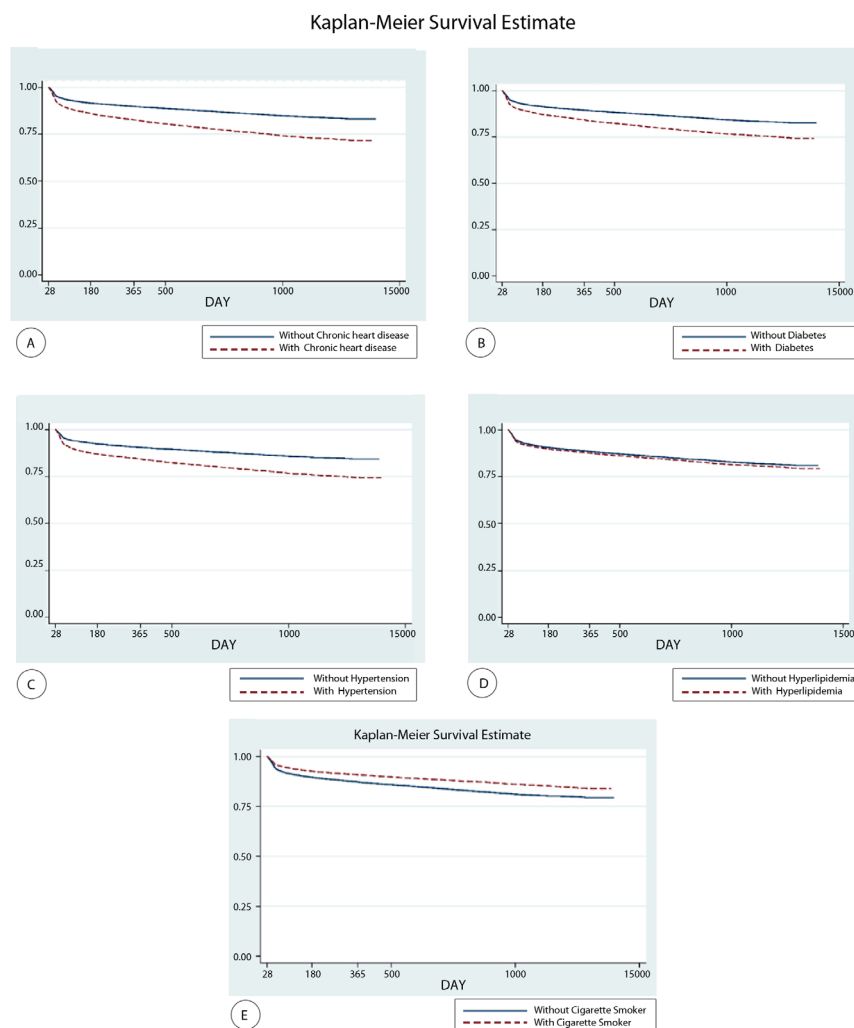 Kaplan-Meier Survival Estimate
1.00
0.75
0.50
0.25
0.00
28 180 365 500 1000 15000
DAY
A
Without Chronic heart disease
With Chronic heart disease
1.00
0.75
0.50
0.25
0.00
28 180 365 500 1000 15000
DAY
B
Without Diabetes
With Diabetes
1.00
0.75
0.50
0.25
0.00
28 180 365 500 1000 15000
DAY
C
Without Hypertension
With Hypertension
1.00
0.75
0.50
0.25
0.00
28 180 365 500 1000
DAY
D
Without Hyperlipidemia
With Hyperlipidemia
Kaplan-Meier Survival Estimate
1.00
0.75
0.50
0.25
0.00
28 180 365 500 1000 15000
DAY
E
Without Cigarette Smoker
With Cigarette Smoker